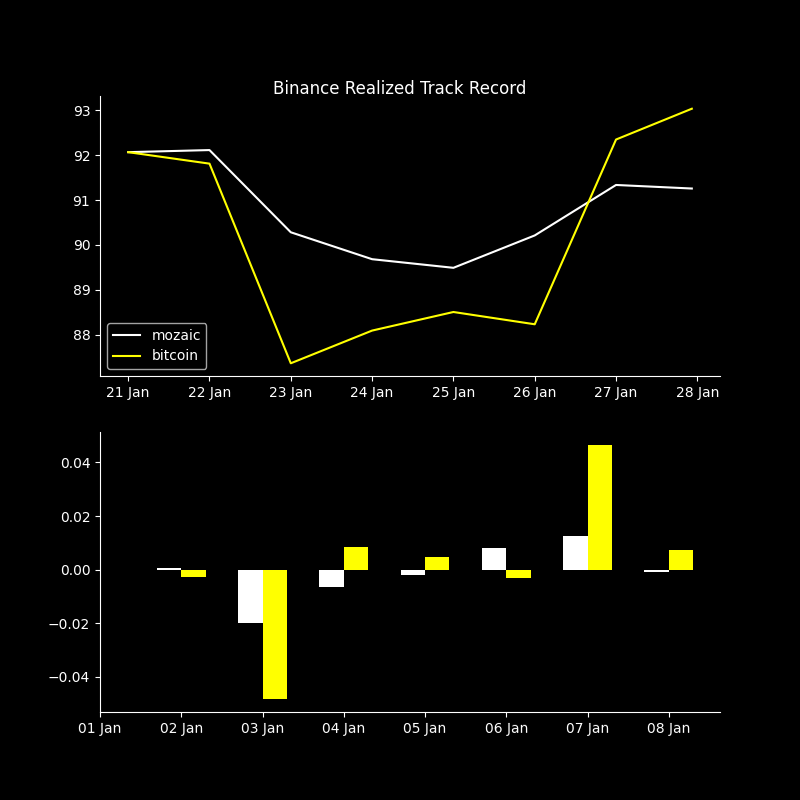 Binance Realized Track Record
93
92
91
90
89
88
mozaic
bitcoin
21 Jan 22 Jan 23 Jan 24 Jan 25 Jan 26 Jan 27 Jan 28 Jan
0.04
0.02
0.00
−0.02
−0.04
01 Jan 02 Jan 03 Jan 04 Jan 05 Jan 06 Jan 07 Jan 08 Jan